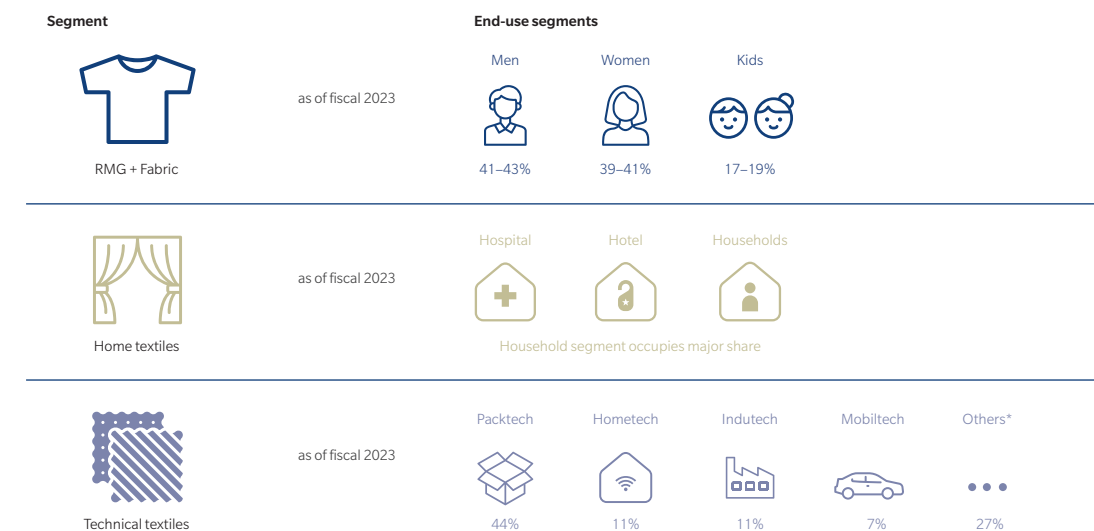 Segment
End-use segments
Men
Women
Kids
as of fiscal 2023
RMG + Fabric
41–43%
39–41%
17–19%
Hospital
Hotel
Households
as of fiscal 2023
Home textiles
Household segment occupies major share
Packtech
Hometech
Indutech
Mobiltech
Others*
as of fiscal 2023
Technical textiles
44%
11%
11%
7%
27%